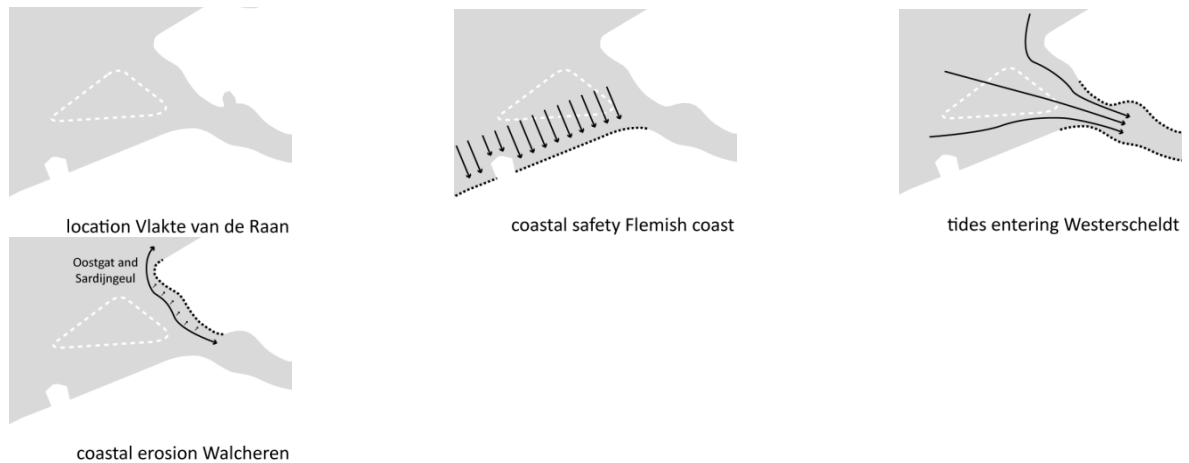 location Vlakte van de Raan
coastal safety Flemish coast
tides entering Westerscheldt
Oostgat and
Sardijngeul
coastal erosion Walcheren